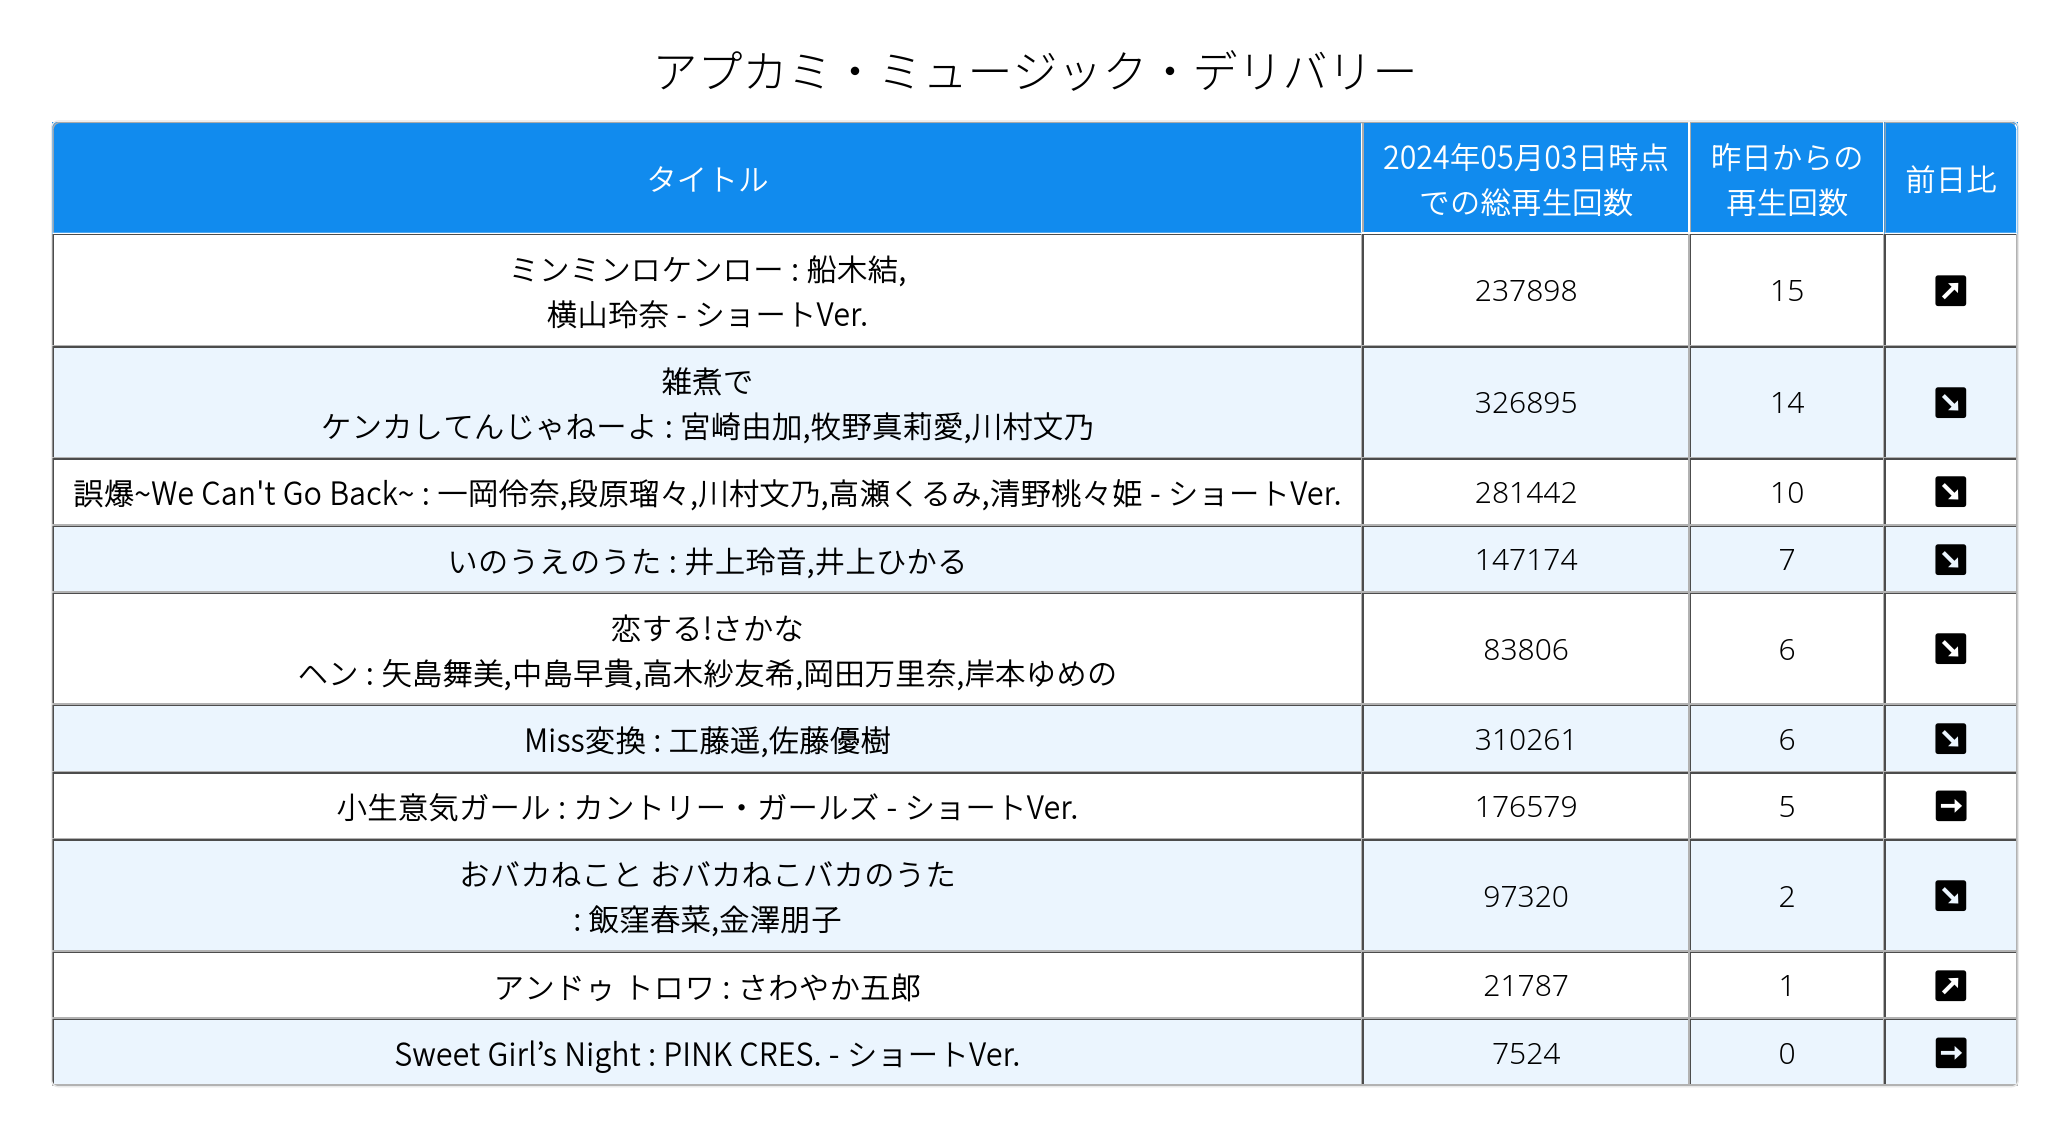 アプカミ・ミュージック・デリバリー
タイトル
2024年05月03日時点
での総再生回数
昨日からの
再生回数
前日比
ミンミンロケンロー : 船木結,
横山玲奈 - ショートVer.
237898
15
雑煮で
ケンカしてんじゃねーよ : 宮崎由加,牧野真莉愛,川村文乃
326895
14
誤爆~We Can't Go Back~ : 一岡伶奈,段原瑠々,川村文乃,高瀬くるみ,清野桃々姫 - ショートVer.
281442
10
いのうえのうた : 井上玲音,井上ひかる
147174
7
恋する!さかな
ヘン : 矢島舞美,中島早貴,高木紗友希,岡田万里奈,岸本ゆめの
83806
6
Miss変換 : 工藤遥,佐藤優樹
310261
6
小生意気ガール : カントリー・ガールズ - ショートVer.
176579
5
おバカねこと おバカねこバカのうた
: 飯窪春菜,金澤朋子
97320
2
アンドゥ トロワ : さわやか五郎
21787
1
Sweet Girl’s Night : PINK CRES. - ショートVer.
7524
0